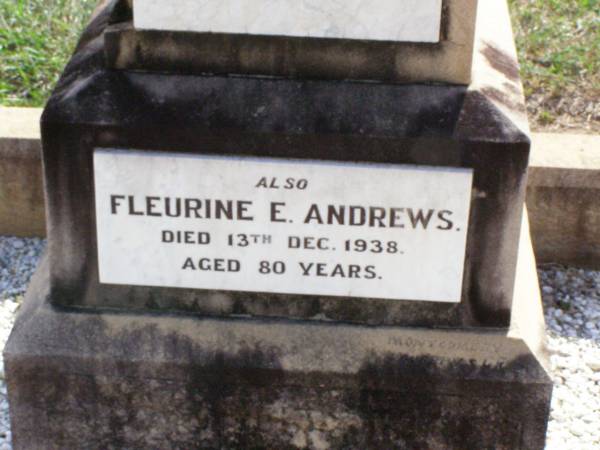 ALSO
FLEURINE E. ANDREWS.
DIED 13TH DEC. 1938.
AGED 80 YEARS.